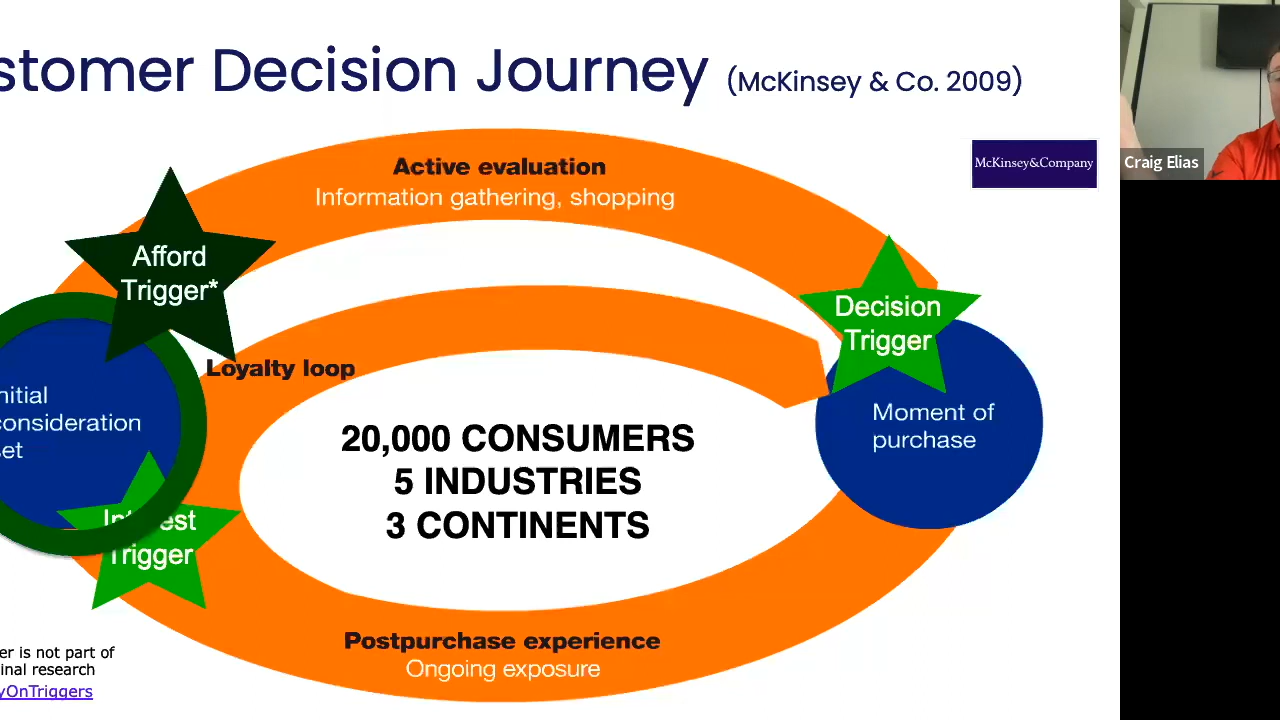 stomer Decision Journey (McKinsey & Co. 2009)
McKinsey&Company
Craig Elias
Active evaluation
Information gathering, shopping
Afford
Trigger*
Decision
Trigger
Loyalty loop
nitial
consideration
et
Moment of
purchase
20,000 CONSUMERS
5 INDUSTRIES
3 CONTINENTS
Trigger
Postpurchase experience
Ongoing exposure
er is not part of
inal research
yOnTriggers